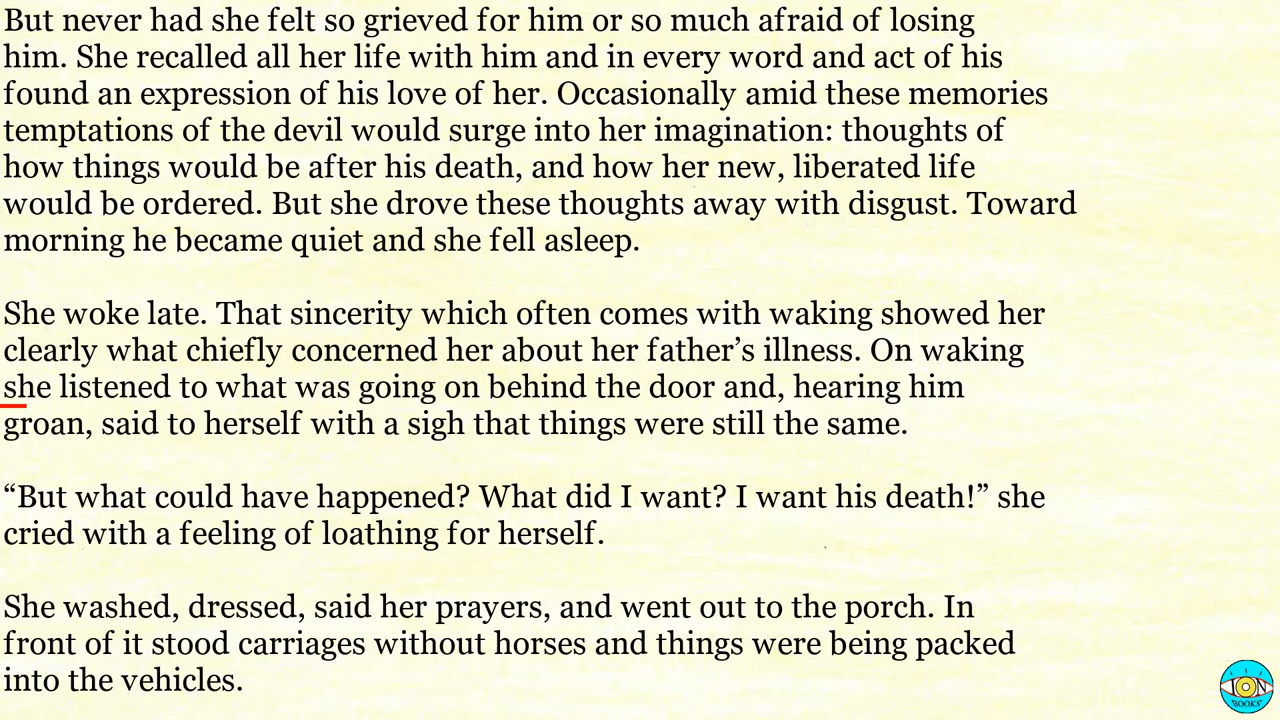 But never had she felt so grieved for him or so much afraid of losing
him. She recalled all her life with him and in every word and act of his
found an expression of his love of her. Occasionally amid these memories
temptations of the devil would surge into her imagination: thoughts of
how things would be after his death, and how her new, liberated life
would be ordered. But she drove these thoughts away with disgust. Toward
morning he became quiet and she fell asleep.
She woke late. That sincerity which often comes with waking showed her
clearly what chiefly concerned her about her father’s illness. On waking
she listened to what was going on behind the door and, hearing him
groan, said to herself with a sigh that things were still the same.
“But what could have happened? What did I want? I want his death!” she
cried with a feeling of loathing for herself.
She washed, dressed, said her prayers, and went out to the porch. In
front of it stood carriages without horses and things were being packed
into the vehicles.
ION
BOOKS